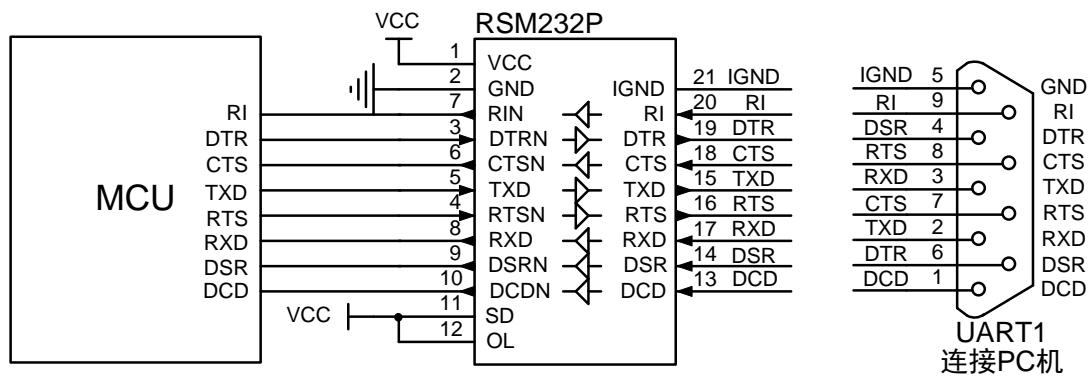 VCC RSM232P
1 VCC
2 GND IGND 21 IGND IGND 5 GND
RI 7 RIN RI 20 RI RI 9 RI
DTR 3 DTRN DTR 19 DTR DSR 4 DTR
CTS 6 CTSN CTS 18 CTS RTS 8 CTS
TXD 5 TXD TXD 15 TXD RXD 3 TXD
MCU
RTS 4 RTSN RTS 16 RTS CTS 7 RTS
RXD 8 RXD RXD 17 RXD TXD 2 RXD
DSR 9 DSRN DSR 14 DSR DTR 6 DSR
DCD 10 DCDN DCD 13 DCD DCD 1 DCD
VCC 11 SD
12 OL
UART1
连接PC机